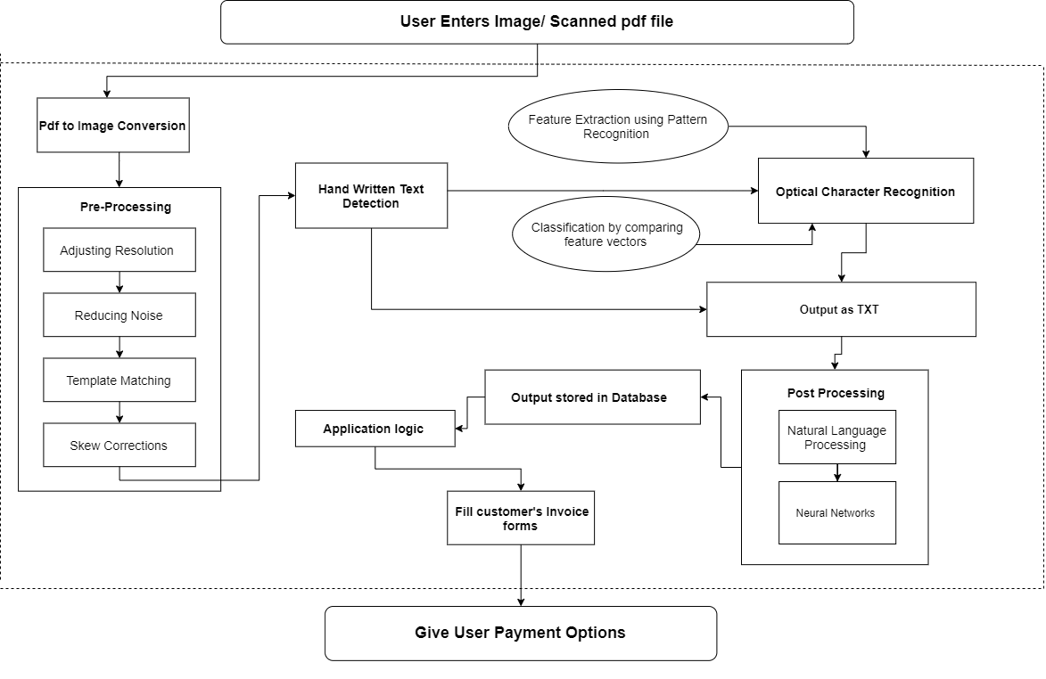 User Enters Image/ Scanned pdf file
Pdf to Image Conversion
Pre-Processing
Adjusting Resolution
Reducing Noise
Template Matching
Skew Corrections
Hand Written Text
Detection
Feature Extraction using Pattern
Recognition
Optical Character Recognition
Classification by comparing
feature vectors
Output as TXT
Post Processing
Natural Language
Processing
Neural Networks
Output stored in Database
Application logic
Fill customer's Invoice
forms
Give User Payment Options